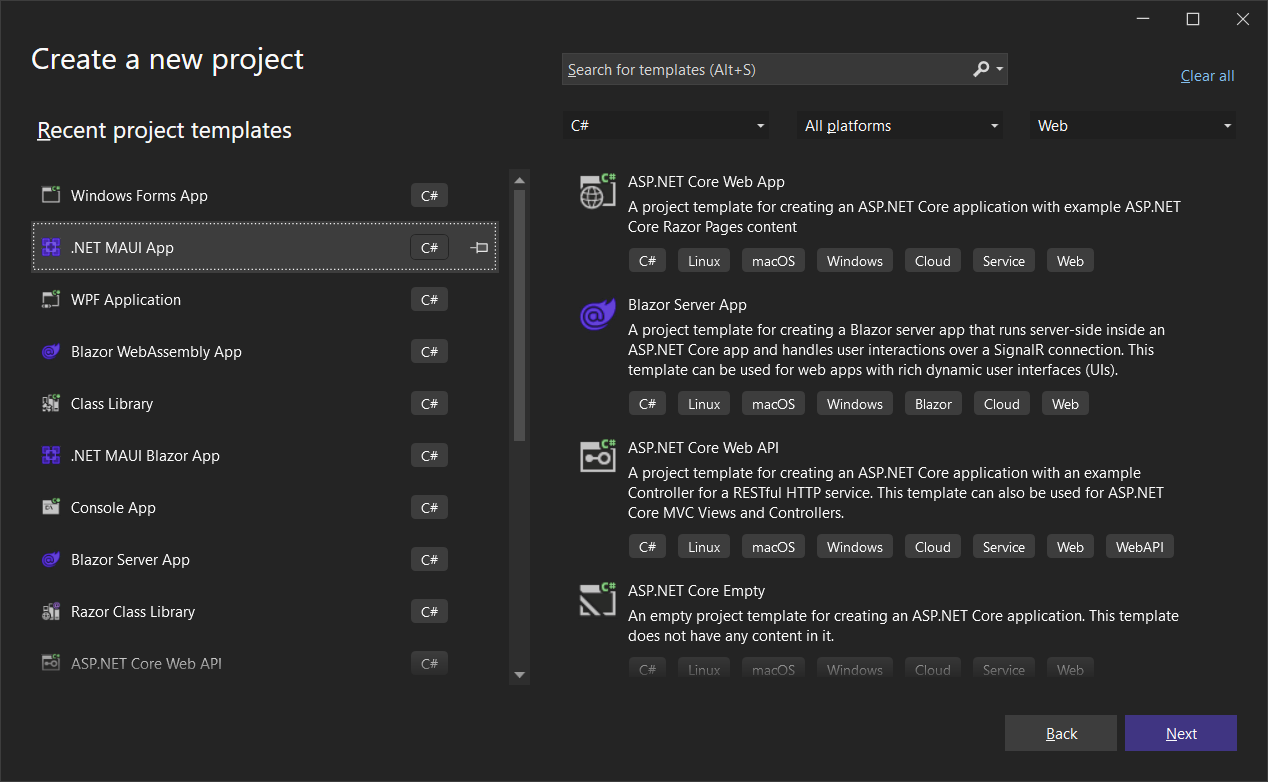 Create a new project
Search for templates (Alt+S)
Clear all
Recent project templates
C#
All platforms
Web
Windows Forms App
C#
.NET MAUI App
C#
WPF Application
C#
Blazor WebAssembly App
C#
Class Library
C#
.NET MAUI Blazor App
C#
Console App
C#
Blazor Server App
C#
Razor Class Library
C#
ASP.NET Core Web API
C#
ASP.NET Core Web App
A project template for creating an ASP.NET Core application with example ASP.NET
Core Razor Pages content
C# Linux macOS Windows Cloud Service Web
Blazor Server App
A project template for creating a Blazor server app that runs server-side inside an
ASP.NET Core app and handles user interactions over a SignalR connection. This
template can be used for web apps with rich dynamic user interfaces (UIs).
C# Linux macOS Windows Blazor Cloud Web
ASP.NET Core Web API
A project template for creating an ASP.NET Core application with an example
Controller for a RESTful HTTP service. This template can also be used for ASP.NET
Core MVC Views and Controllers.
C# Linux macOS Windows Cloud Service Web WebAPI
ASP.NET Core Empty
An empty project template for creating an ASP.NET Core application. This template
does not have any content in it.
C# Linux macOS Windows Cloud Service Web
Back
Next